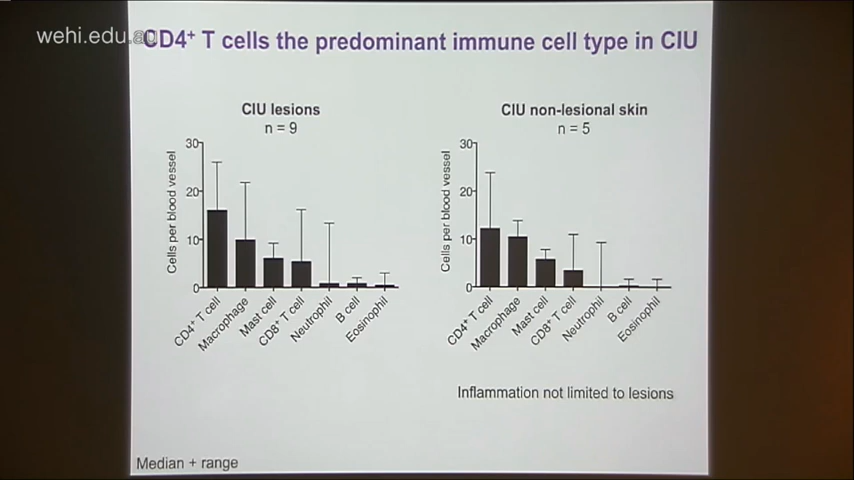 wehi.edu.au
CD4⁺ T cells the predominant immune cell type in CIU
CIU lesions
n = 9
Cells per blood vessel
30
20
10
0
CD4⁺ T cell
Macrophage
Mast cell
CD8⁺ T cell
Neutrophil
B cell
Eosinophil
CIU non-lesional skin
n = 5
Cells per blood vessel
30
20
10
0
CD4⁺ T cell
Macrophage
Mast cell
CD8⁺ T cell
Neutrophil
B cell
Eosinophil
Inflammation not limited to lesions
Median + range